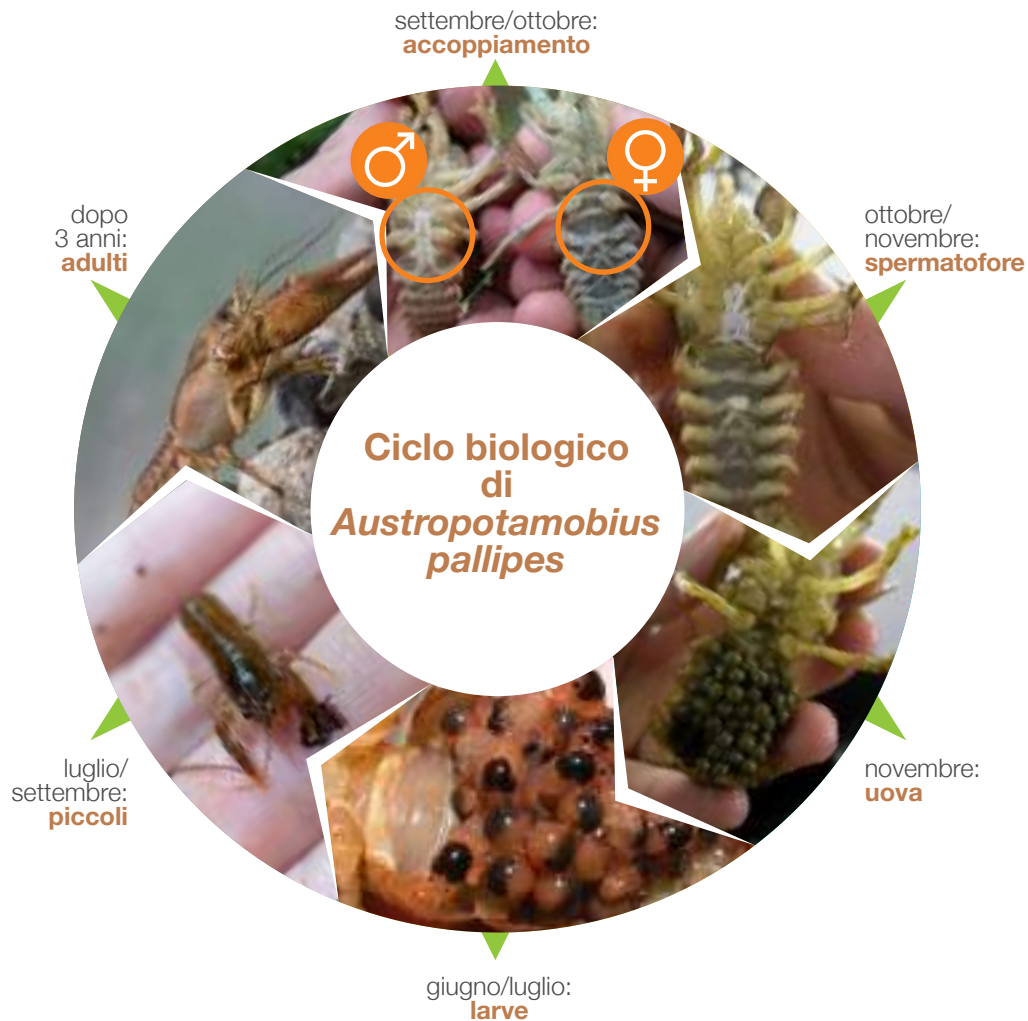 settembre/ottobre:
accoppiamento
ottobre/
novembre:
spermatofore
novembre:
uova
giugno/luglio:
larve
luglio/
settembre:
piccoli
dopo
3 anni:
adulti
Ciclo biologico
di
Austropotamobius
pallipes